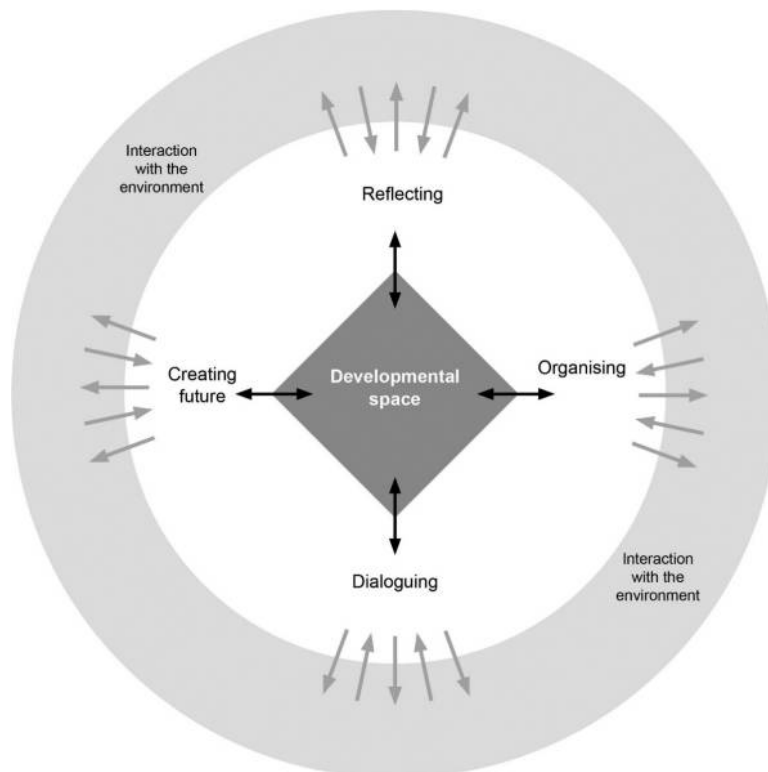 Interaction
with the
environment
Reflecting
Creating
future
Developmental
space
Organising
Dialoguing
Interaction
with the
environment